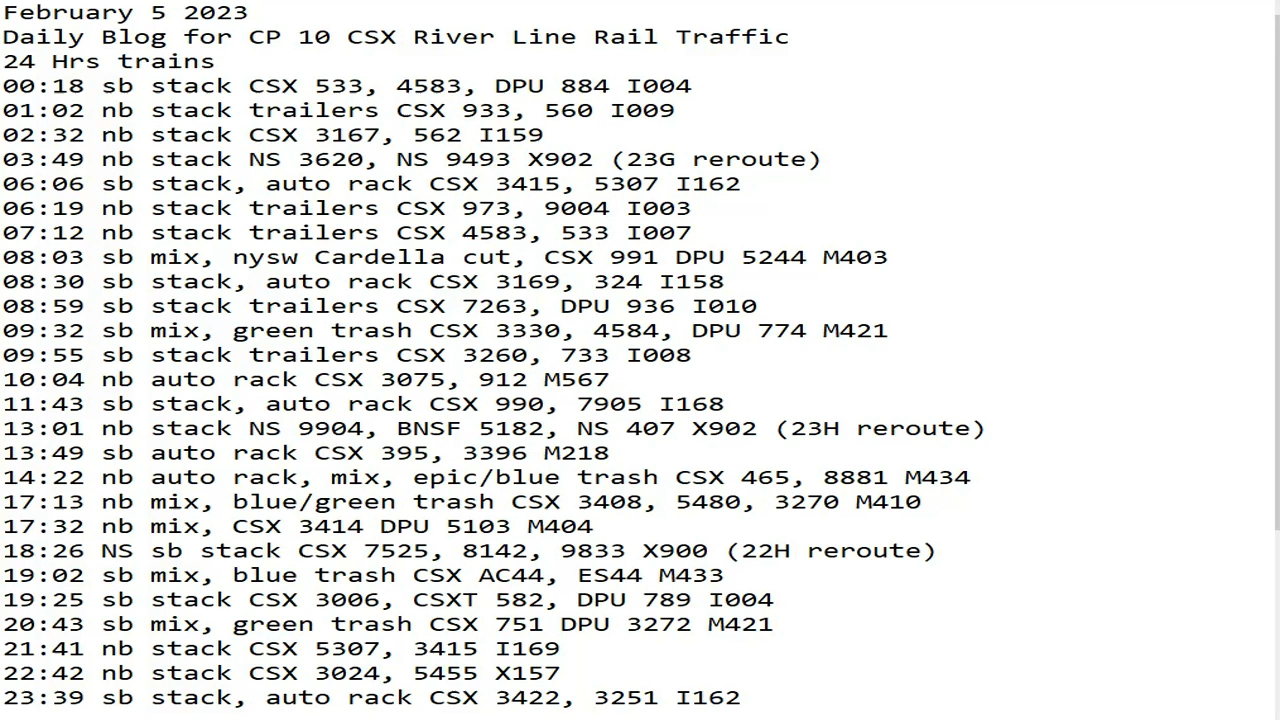 February 5 2023
Daily Blog for CP 10 CSX River Line Rail Traffic
24 Hrs trains
00:18 sb stack CSX 533, 4583, DPU 884 I004
01:02 nb stack trailers CSX 933, 560 I009
02:32 nb stack CSX 3167, 562 I159
03:49 nb stack NS 3620, NS 9493 X902 (23G reroute)
06:06 sb stack, auto rack CSX 3415, 5307 I162
06:19 nb stack trailers CSX 973, 9004 I003
07:12 nb stack trailers CSX 4583, 533 I007
08:03 sb mix, nysw Cardella cut, CSX 991 DPU 5244 M403
08:30 sb stack, auto rack CSX 3169, 324 I158
08:59 sb stack trailers CSX 7263, DPU 936 I010
09:32 sb mix, green trash CSX 3330, 4584, DPU 774 M421
09:55 sb stack trailers CSX 3260, 733 I008
10:04 nb auto rack CSX 3075, 912 M567
11:43 sb stack, auto rack CSX 990, 7905 I168
13:01 nb stack NS 9904, BNSF 5182, NS 407 X902 (23H reroute)
13:49 sb auto rack CSX 395, 3396 M218
14:22 nb auto rack, mix, epic/blue trash CSX 465, 8881 M434
17:13 nb mix, blue/green trash CSX 3408, 5480, 3270 M410
17:32 nb mix, CSX 3414 DPU 5103 M404
18:26 NS sb stack CSX 7525, 8142, 9833 X900 (22H reroute)
19:02 sb mix, blue trash CSX AC44, ES44 M433
19:25 sb stack CSX 3006, CSXT 582, DPU 789 I004
20:43 sb mix, green trash CSX 751 DPU 3272 M421
21:41 nb stack CSX 5307, 3415 I169
22:42 nb stack CSX 3024, 5455 X157
23:39 sb stack, auto rack CSX 3422, 3251 I162